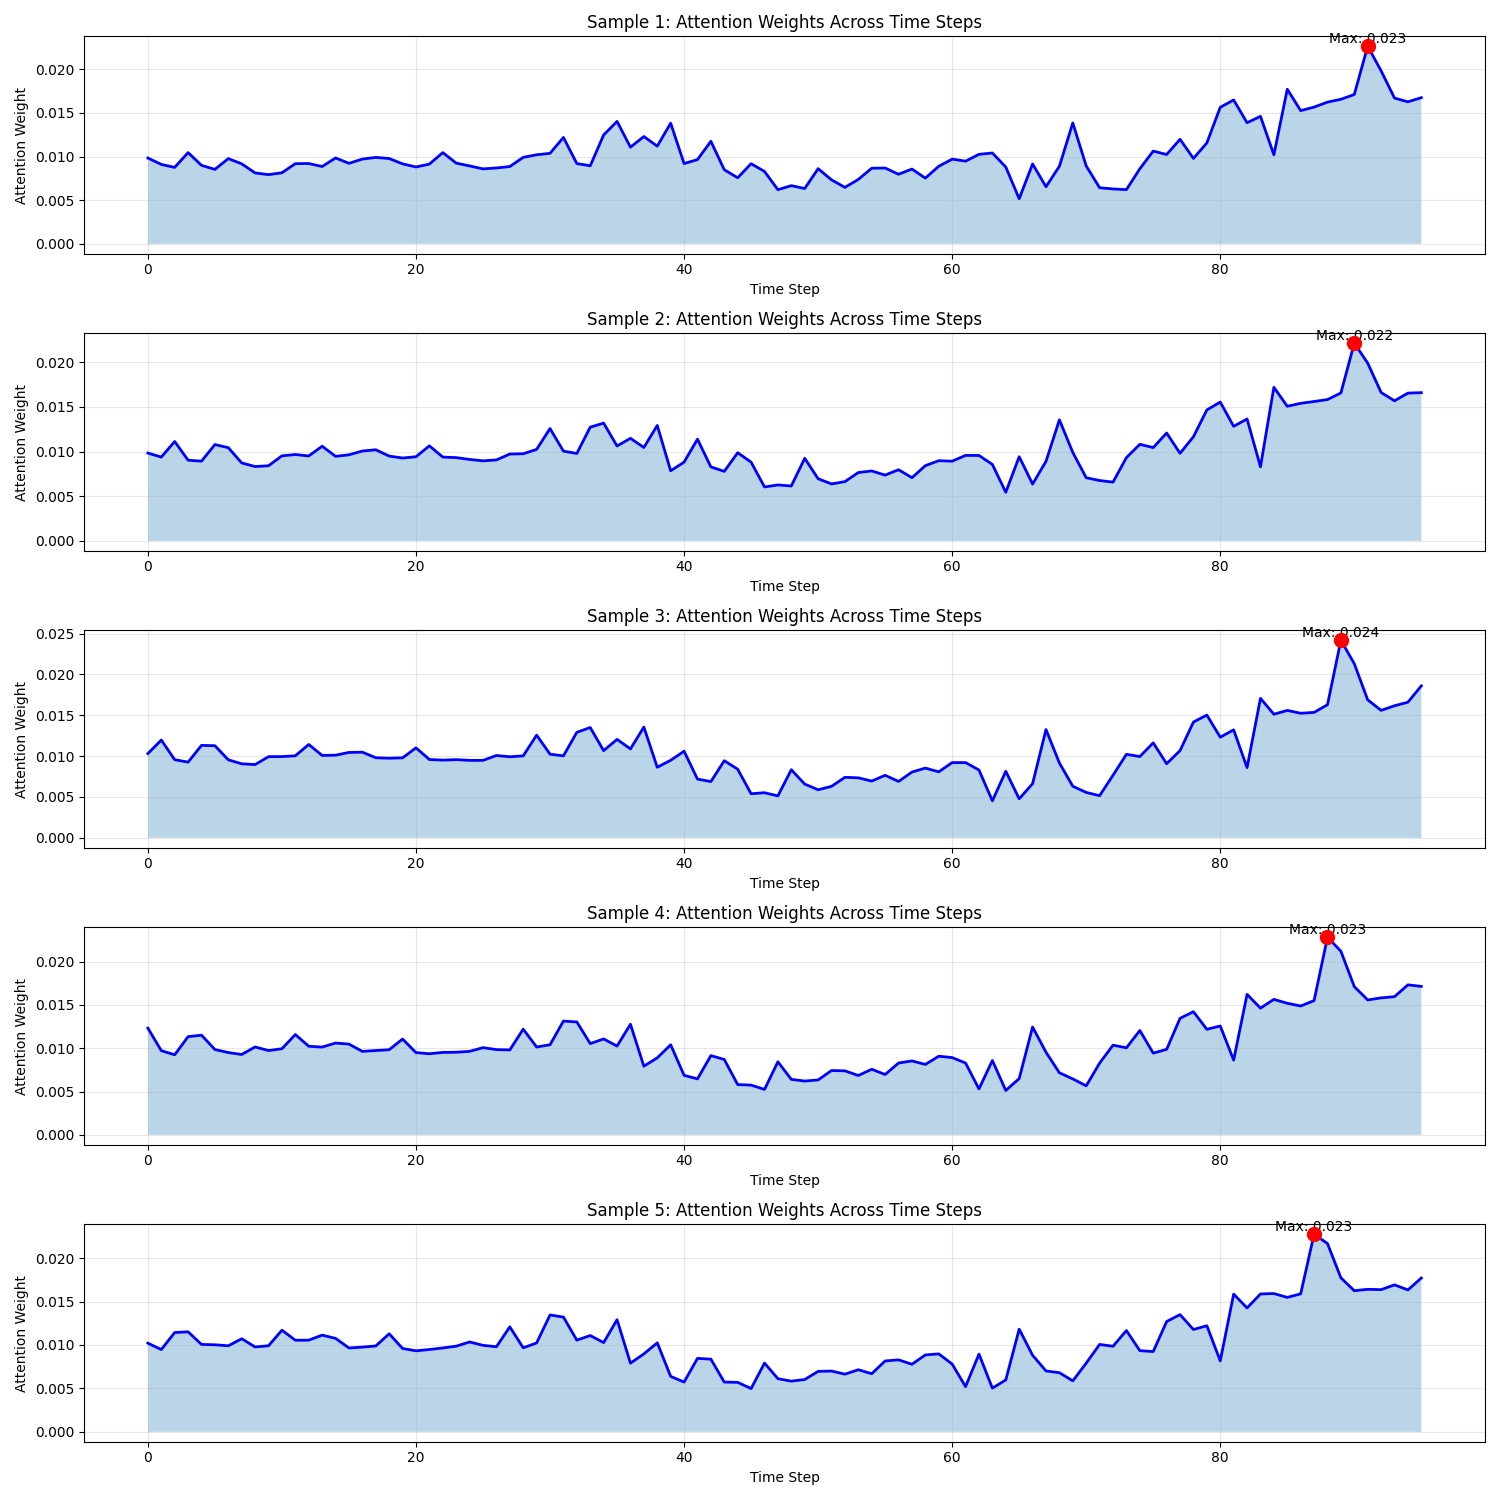 Sample 1: Attention Weights Across Time Steps
Max: 0.023
0.020
0.015
0.010
0.005
0.000
Attention Weight
0 20 40 60 80
Time Step
Sample 2: Attention Weights Across Time Steps
Max: 0.022
0.020
0.015
0.010
0.005
0.000
Attention Weight
0 20 40 60 80
Time Step
Sample 3: Attention Weights Across Time Steps
Max: 0.024
0.025
0.020
0.015
0.010
0.005
0.000
Attention Weight
0 20 40 60 80
Time Step
Sample 4: Attention Weights Across Time Steps
Max: 0.023
0.020
0.015
0.010
0.005
0.000
Attention Weight
0 20 40 60 80
Time Step
Sample 5: Attention Weights Across Time Steps
Max: 0.023
0.020
0.015
0.010
0.005
0.000
Attention Weight
0 20 40 60 80
Time Step